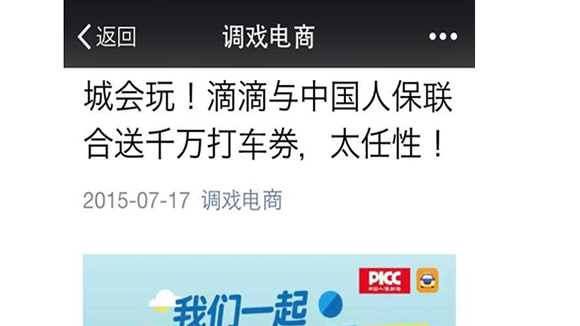 返回
调戏电商
城会玩！滴滴与中国人保联
合送千万打车券，太任性！
2015-07-17 调戏电商
PICC
中国人保财险
我们一起